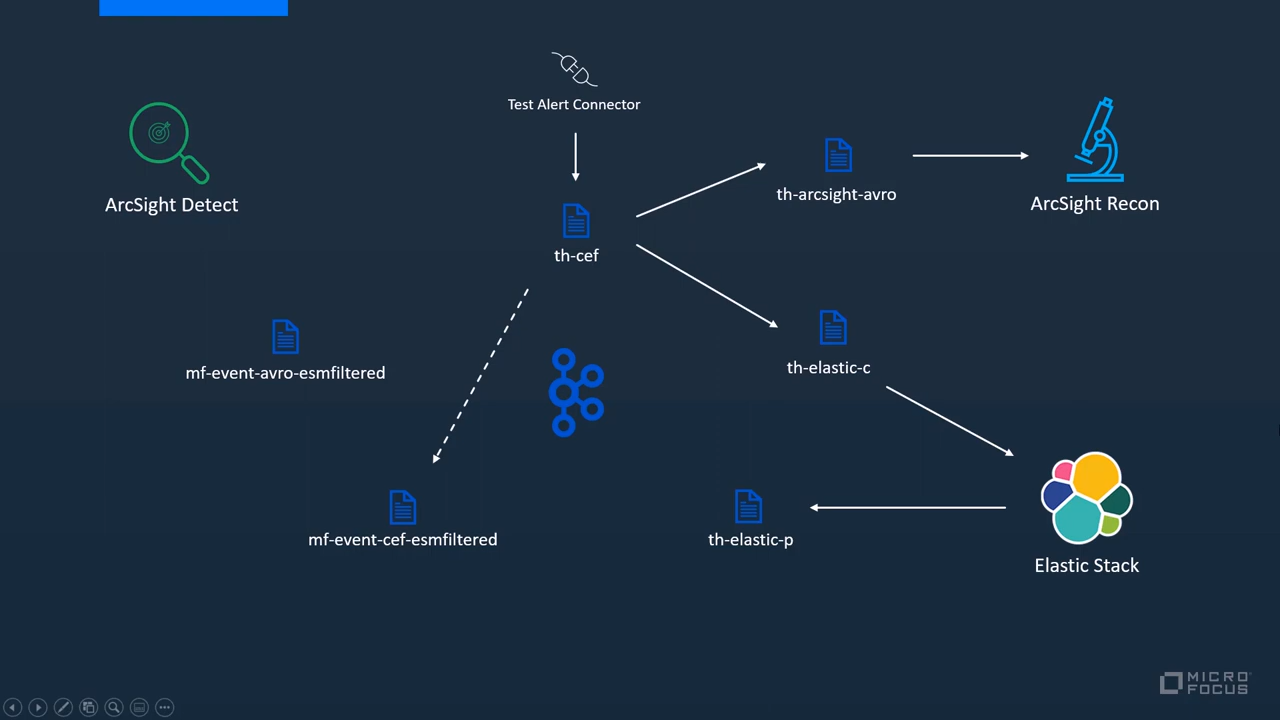 Test Alert Connector
ArcSight Detect
th-arcsight-avro
ArcSight Recon
th-cef
mf-event-avro-esmfiltered
th-elastic-c
mf-event-cef-esmfiltered
th-elastic-p
Elastic Stack
MICRO
FOCUS